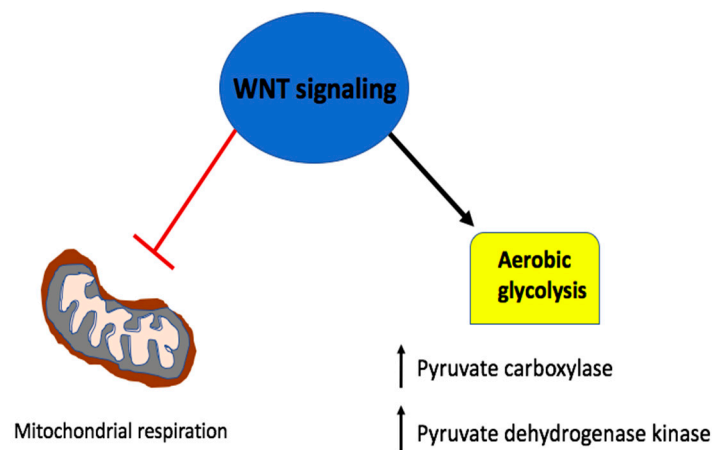 WNT signaling
Aerobic
glycolysis
Pyruvate carboxylase
Mitochondrial respiration
Pyruvate dehydrogenase kinase